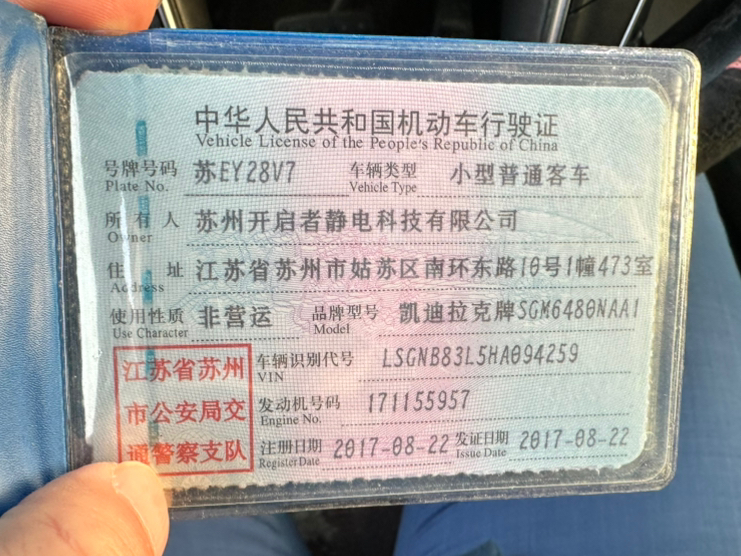 中华人民共和国机动车行驶证
Vehicle License of the People's Republic of China
号牌号码 苏EY28V7 车辆类型 小型普通客车
Plate No. Vehicle Type
所有人 苏州开启者静电科技有限公司
Owner
住址 江苏省苏州市姑苏区南环东路10号1幢473室
Address
使用性质 非营运 品牌型号 凯迪拉克牌SGM6480NAA1
Use Character Model
江苏省苏州 车辆识别代号 LSGNB83L5HA094259
VIN
市公安局交 发动机号码 171155957
Engine No.
通警察支队 注册日期 2017-08-22 发证日期 2017-08-22
Register Date Issue Date